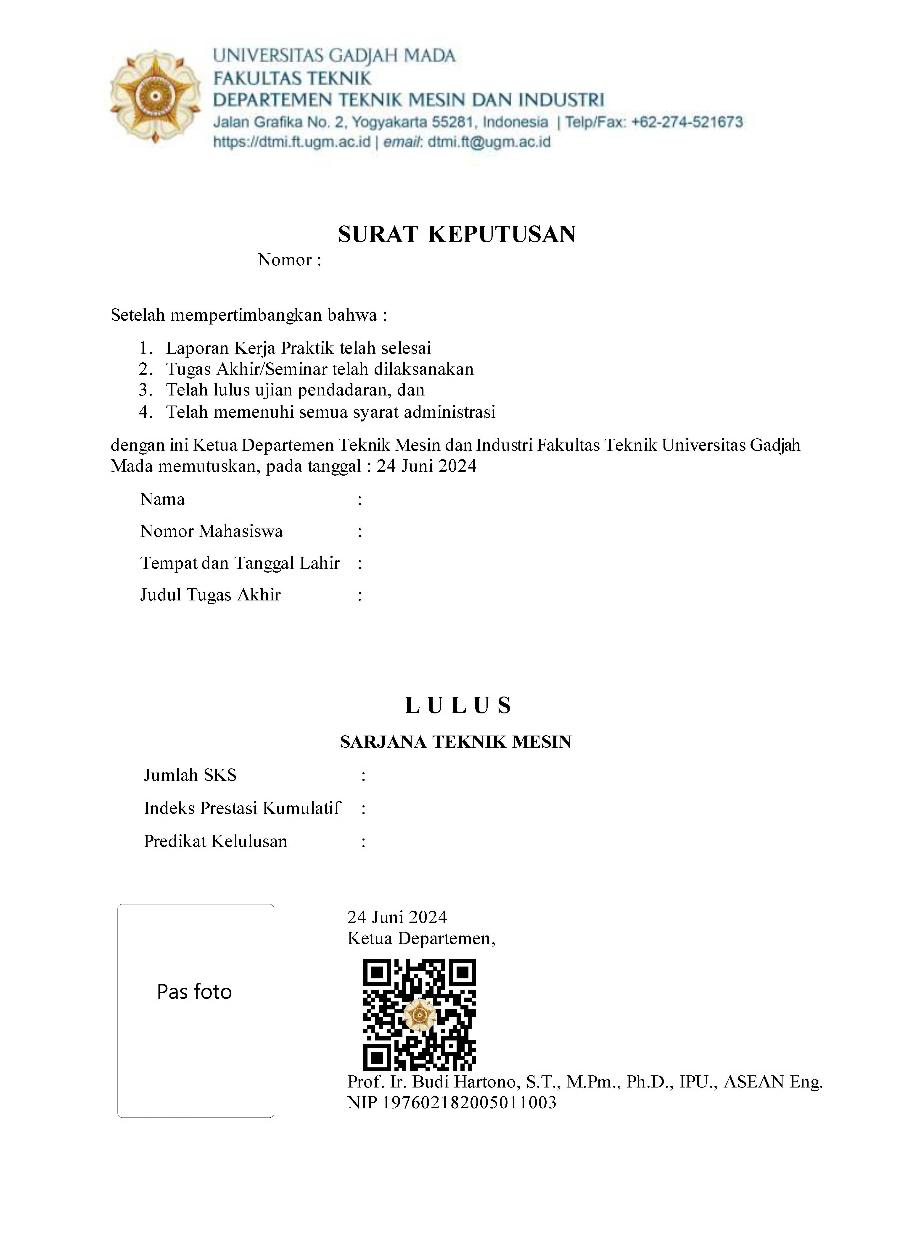 UNIVERSITAS GADJAH MADA
FAKULTAS TEKNIK
DEPARTEMEN TEKNIK MESIN DAN INDUSTRI
Jalan Grafika No. 2, Yogyakarta 55281, Indonesia | Telp/Fax: +62-274-521673
https://dtmi.ft.ugm.ac.id | email: dtmi.ft@ugm.ac.id
SURAT KEPUTUSAN
Nomor :
Setelah mempertimbangkan bahwa :
1. Laporan Kerja Praktik telah selesai
2. Tugas Akhir/Seminar telah dilaksanakan
3. Telah lulus ujian pendadaran, dan
4. Telah memenuhi semua syarat administrasi
dengan ini Ketua Departemen Teknik Mesin dan Industri Fakultas Teknik Universitas Gadjah
Mada memutuskan, pada tanggal : 24 Juni 2024
Nama :
Nomor Mahasiswa :
Tempat dan Tanggal Lahir :
Judul Tugas Akhir :
L U L U S
SARJANA TEKNIK MESIN
Jumlah SKS :
Indeks Prestasi Kumulatif :
Predikat Kelulusan :
Pas foto
24 Juni 2024
Ketua Departemen,
Prof. Ir. Budi Hartono, S.T., M.Pm., Ph.D., IPU., ASEAN Eng.
NIP 197602182005011003